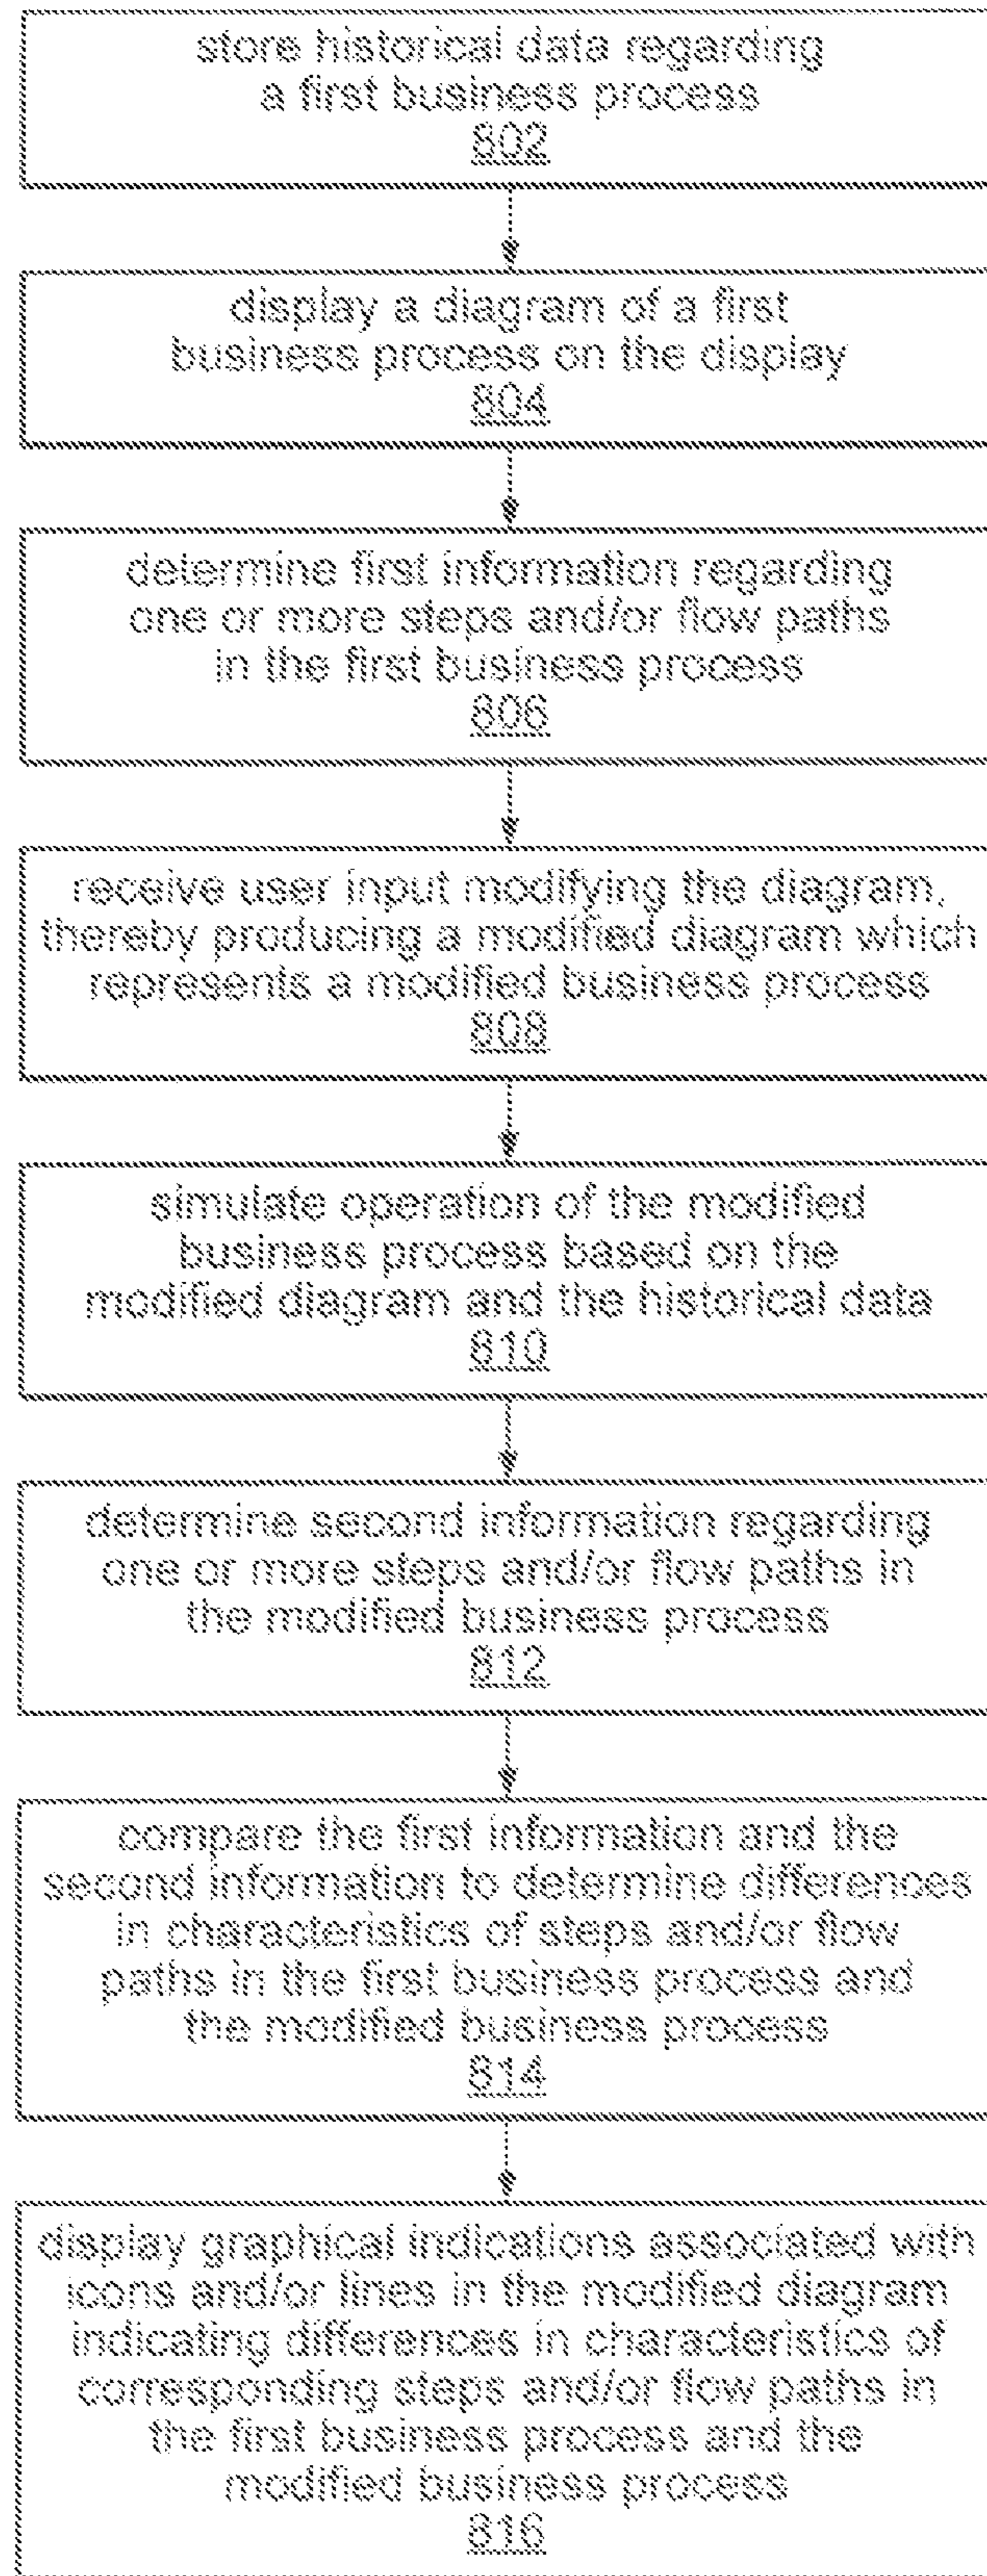 store historical data regarding
a first business process
802
display a diagram of a first
business process on the display
804
determine first information regarding
one or more steps and/or flow paths
in the first business process
806
receive user input modifying the diagram,
thereby producing a modified diagram which
represents a modified business process
808
simulate operation of the modified
business process based on the
modified diagram and the historical data
810
determine second information regarding
one or more steps and/or flow paths in
the modified business process
812
compare the first information and the
second information to determine differences
in characteristics of steps and/or flow
paths in the first business process and
the modified business process
814
display graphical indications associated with
icons and/or lines in the modified diagram
indicating differences in characteristics of
corresponding steps and/or flow paths in
the first business process and the
modified business process
816